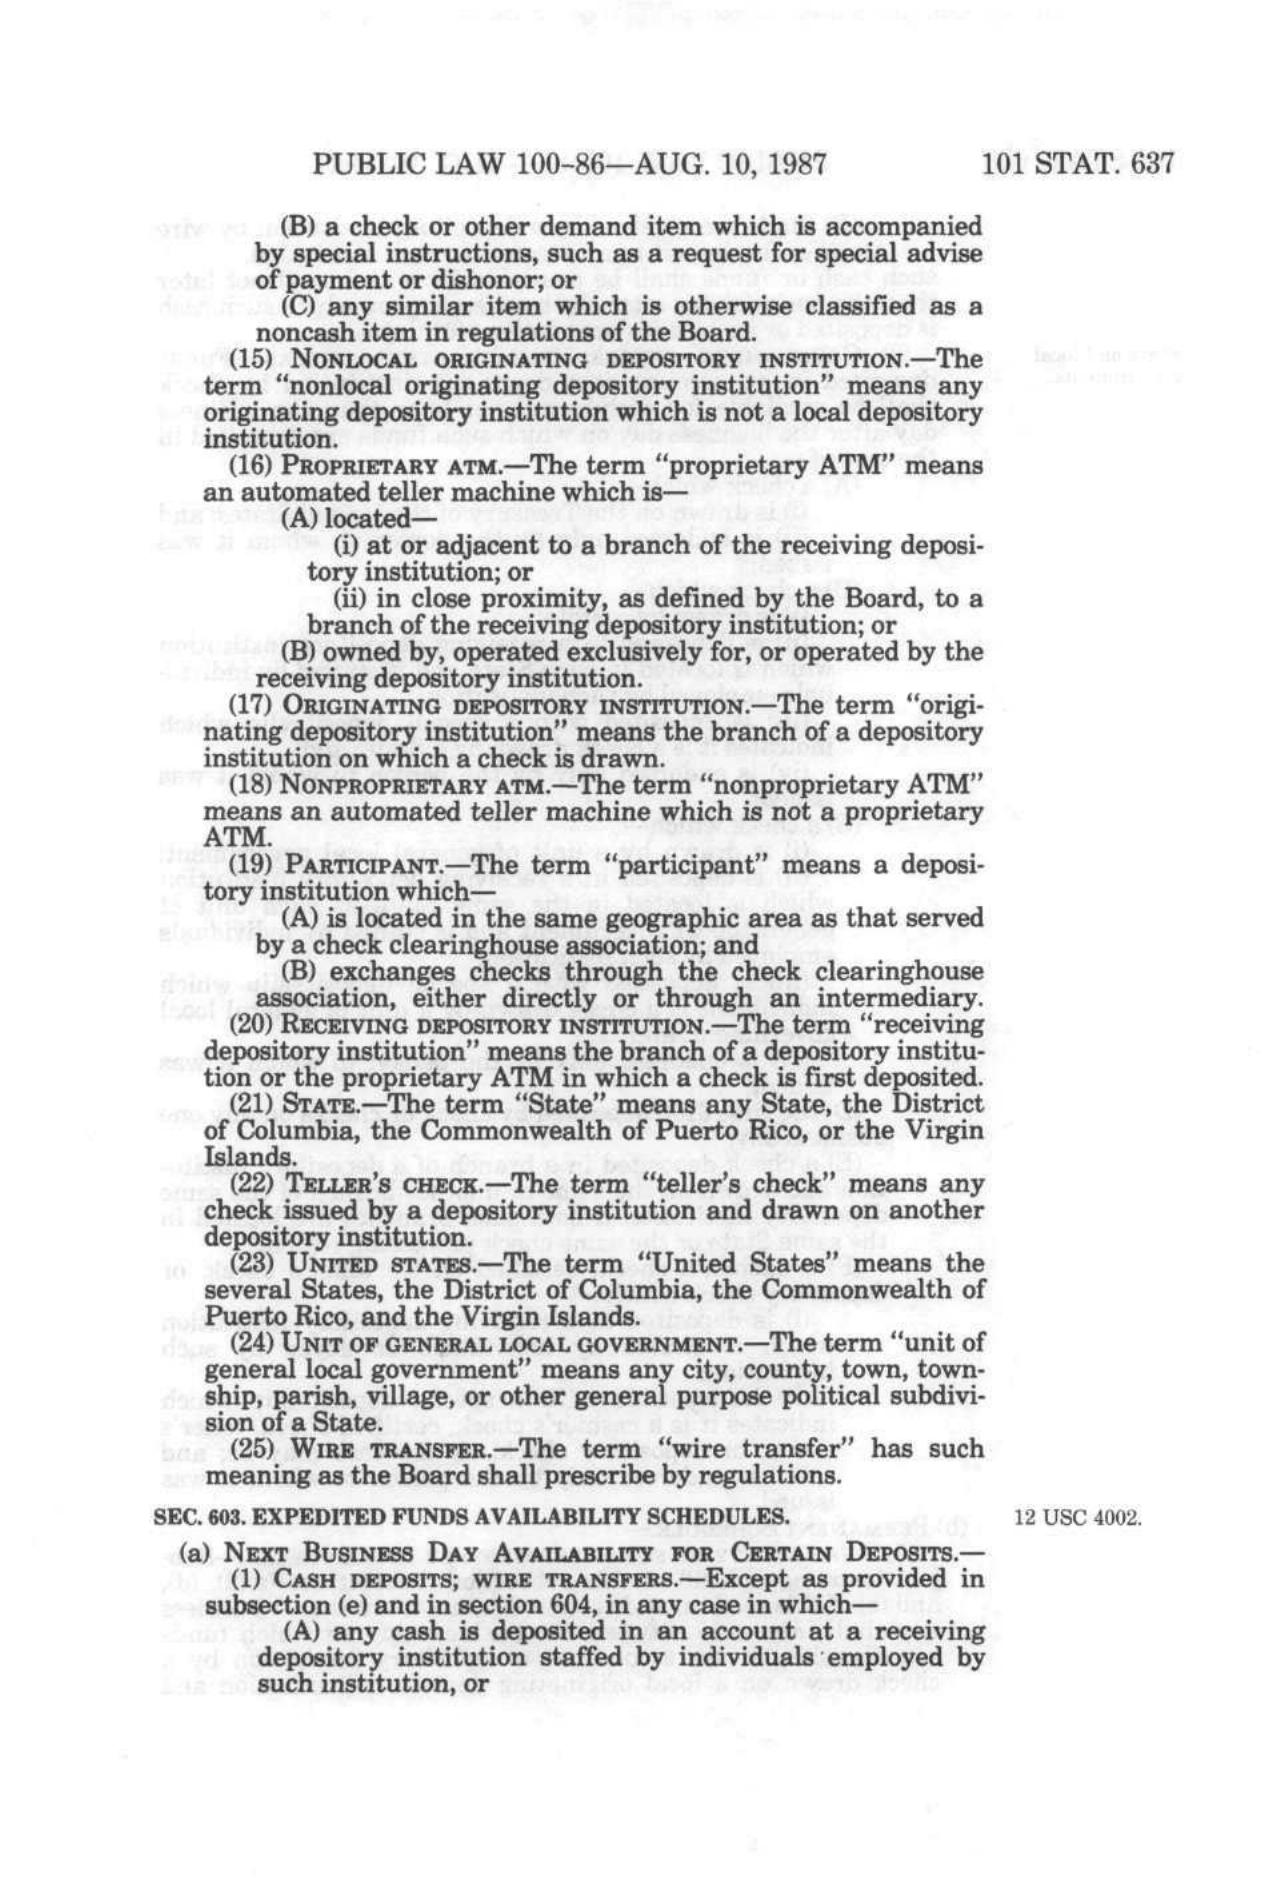 PUBLIC LAW 100–86—AUG. 10, 1987 101 STAT. 637
(B) a check or other demand item which is accompanied
by special instructions, such as a request for special advise
of payment or dishonor; or
(C) any similar item which is otherwise classified as a
noncash item in regulations of the Board.
(15) NONLOCAL ORIGINATING DEPOSITORY INSTITUTION.—The
term “nonlocal originating depository institution” means any
originating depository institution which is not a local depository
institution.
(16) PROPRIETARY ATM.—The term “proprietary ATM” means
an automated teller machine which is—
(A) located—
(i) at or adjacent to a branch of the receiving deposi-
tory institution; or
(ii) in close proximity, as defined by the Board, to a
branch of the receiving depository institution; or
(B) owned by, operated exclusively for, or operated by the
receiving depository institution.
(17) ORIGINATING DEPOSITORY INSTITUTION.—The term “origi-
nating depository institution” means the branch of a depository
institution on which a check is drawn.
(18) NONPROPRIETARY ATM.—The term “nonproprietary ATM”
means an automated teller machine which is not a proprietary
ATM.
(19) PARTICIPANT.—The term “participant” means a deposi-
tory institution which—
(A) is located in the same geographic area as that served
by a check clearinghouse association; and
(B) exchanges checks through the check clearinghouse
association, either directly or through an intermediary.
(20) RECEIVING DEPOSITORY INSTITUTION.—The term “receiving
depository institution” means the branch of a depository institu-
tion or the proprietary ATM in which a check is first deposited.
(21) STATE.—The term “State” means any State, the District
of Columbia, the Commonwealth of Puerto Rico, or the Virgin
Islands.
(22) TELLER’S CHECK.—The term “teller’s check” means any
check issued by a depository institution and drawn on another
depository institution.
(23) UNITED STATES.—The term “United States” means the
several States, the District of Columbia, the Commonwealth of
Puerto Rico, and the Virgin Islands.
(24) UNIT OF GENERAL LOCAL GOVERNMENT.—The term “unit of
general local government” means any city, county, town, town-
ship, parish, village, or other general purpose political subdivi-
sion of a State.
(25) WIRE TRANSFER.—The term “wire transfer” has such
meaning as the Board shall prescribe by regulations.
SEC. 603. EXPEDITED FUNDS AVAILABILITY SCHEDULES. 12 USC 4002.
(a) NEXT BUSINESS DAY AVAILABILITY FOR CERTAIN DEPOSITS.—
(1) CASH DEPOSITS; WIRE TRANSFERS.—Except as provided in
subsection (e) and in section 604, in any case in which—
(A) any cash is deposited in an account at a receiving
depository institution staffed by individuals employed by
such institution, or